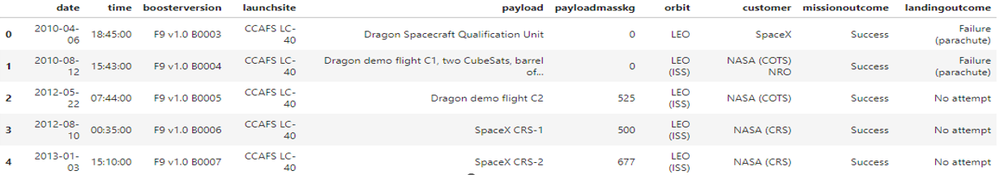 date time boosterversion launchsite payload payloadmasskg orbit customer missionoutcome landingoutcome
0 2010-04-06 18:45:00 F9 v1.0 B0003 CCAFS LC-40 Dragon Spacecraft Qualification Unit 0 LEO SpaceX Success Failure (parachute)
1 2010-08-12 15:43:00 F9 v1.0 B0004 CCAFS LC-40 Dragon demo flight C1, two CubeSats, barrel of... 0 LEO (ISS) NASA (COTS) NRO Success Failure (parachute)
2 2012-05-22 07:44:00 F9 v1.0 B0005 CCAFS LC-40 Dragon demo flight C2 525 LEO (ISS) NASA (COTS) Success No attempt
3 2012-08-10 00:35:00 F9 v1.0 B0006 CCAFS LC-40 SpaceX CRS-1 500 LEO (ISS) NASA (CRS) Success No attempt
4 2013-01-03 15:10:00 F9 v1.0 B0007 CCAFS LC-40 SpaceX CRS-2 677 LEO (ISS) NASA (CRS) Success No attempt